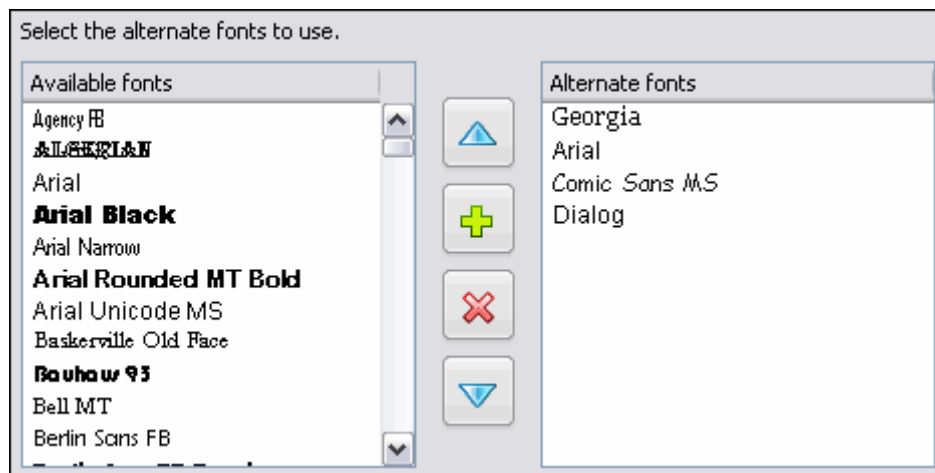 Select the alternate fonts to use.
Available fonts
Agency FB
ALGERIAN
Arial
Arial Black
Arial Narrow
Arial Rounded MT Bold
Arial Unicode MS
Baskerville Old Face
Bauhaus 93
Bell MT
Berlin Sans FB
Alternate fonts
Georgia
Arial
Comic Sans MS
Dialog